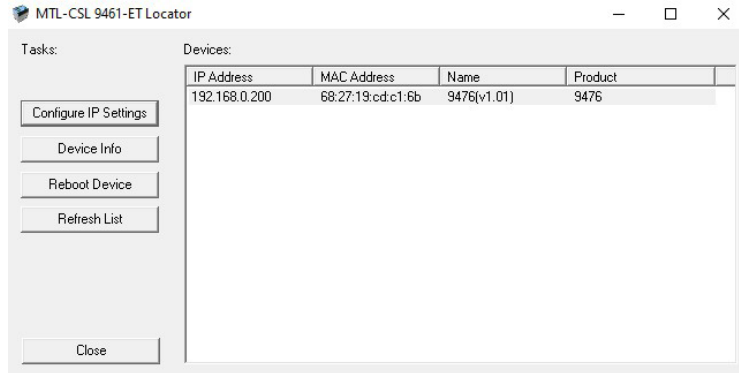 MTL-CSL 9461-ET Locator
Tasks:
Devices:
IP Address MAC Address Name Product
192.168.0.200 68:27:19:cd:c1:6b 9476(v1.01) 9476
Configure IP Settings
Device Info
Reboot Device
Refresh List
Close